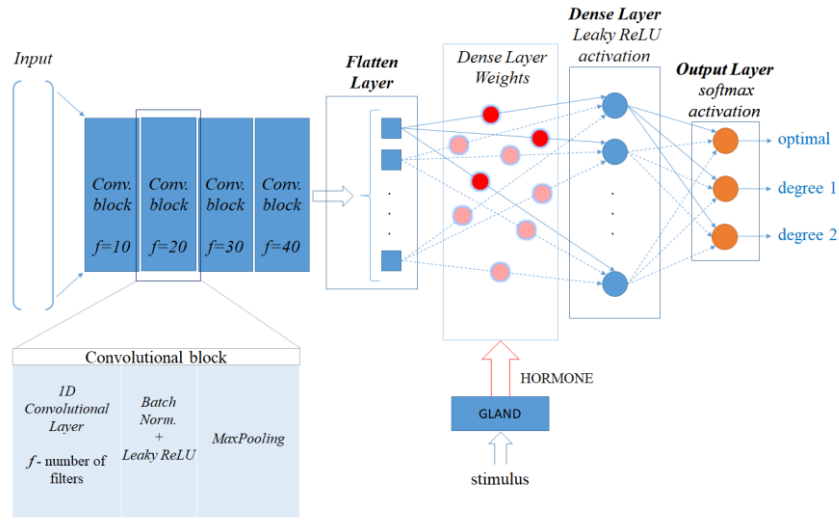 Input
Conv.
block
f=10
Conv.
block
f=20
Conv.
block
f=30
Conv.
block
f=40
Flatten
Layer
.
.
.
Dense Layer
Weights
Dense Layer
Leaky ReLU
activation
.
.
.
Output Layer
softmax
activation
optimal
degree 1
degree 2
HORMONE
GLAND
stimulus
Convolutional block
1D
Convolutional
Layer
f - number of
filters
Batch
Norm.
+
Leaky ReLU
MaxPooling